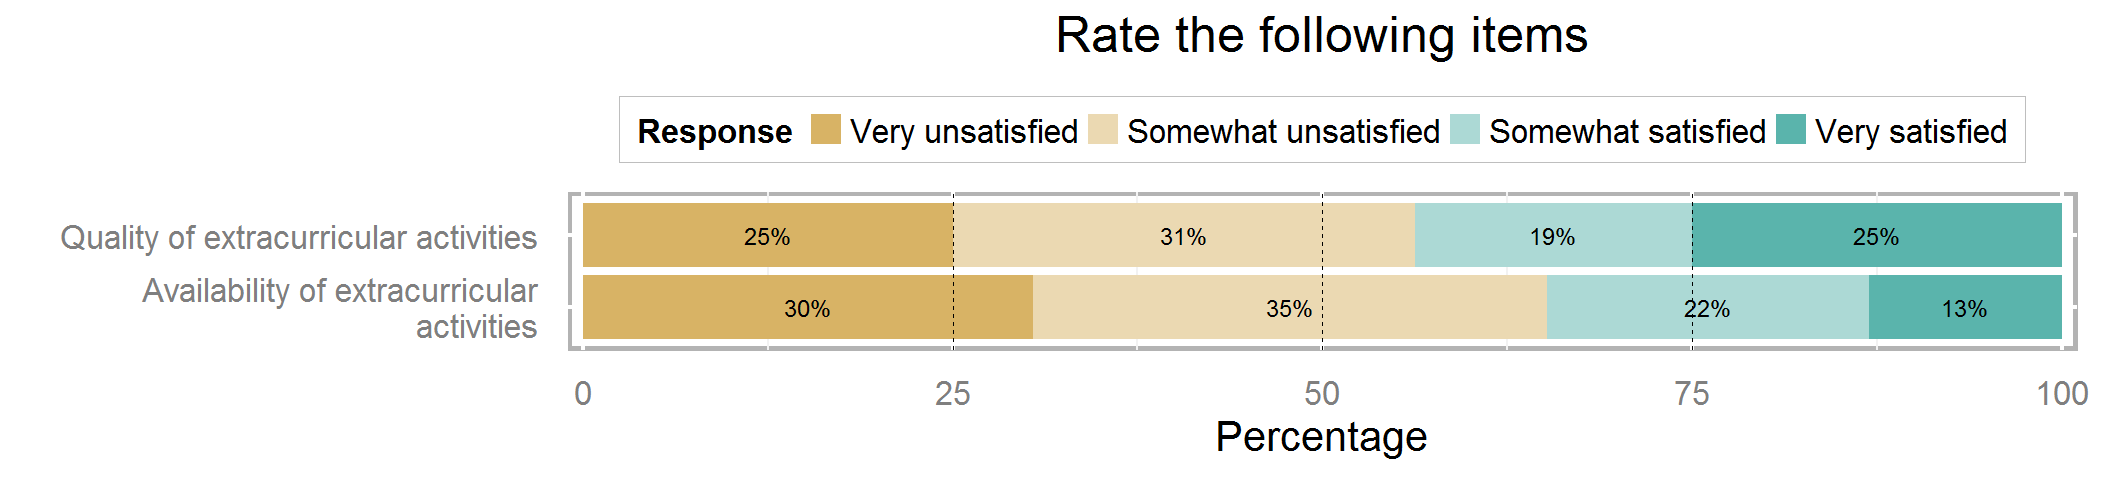 Rate the following items
Response Very unsatisfied Somewhat unsatisfied Somewhat satisfied Very satisfied
Quality of extracurricular activities 25% 31% 19% 25%
Availability of extracurricular
activities
30% 35% 22% 13%
0 25 50 75 100
Percentage